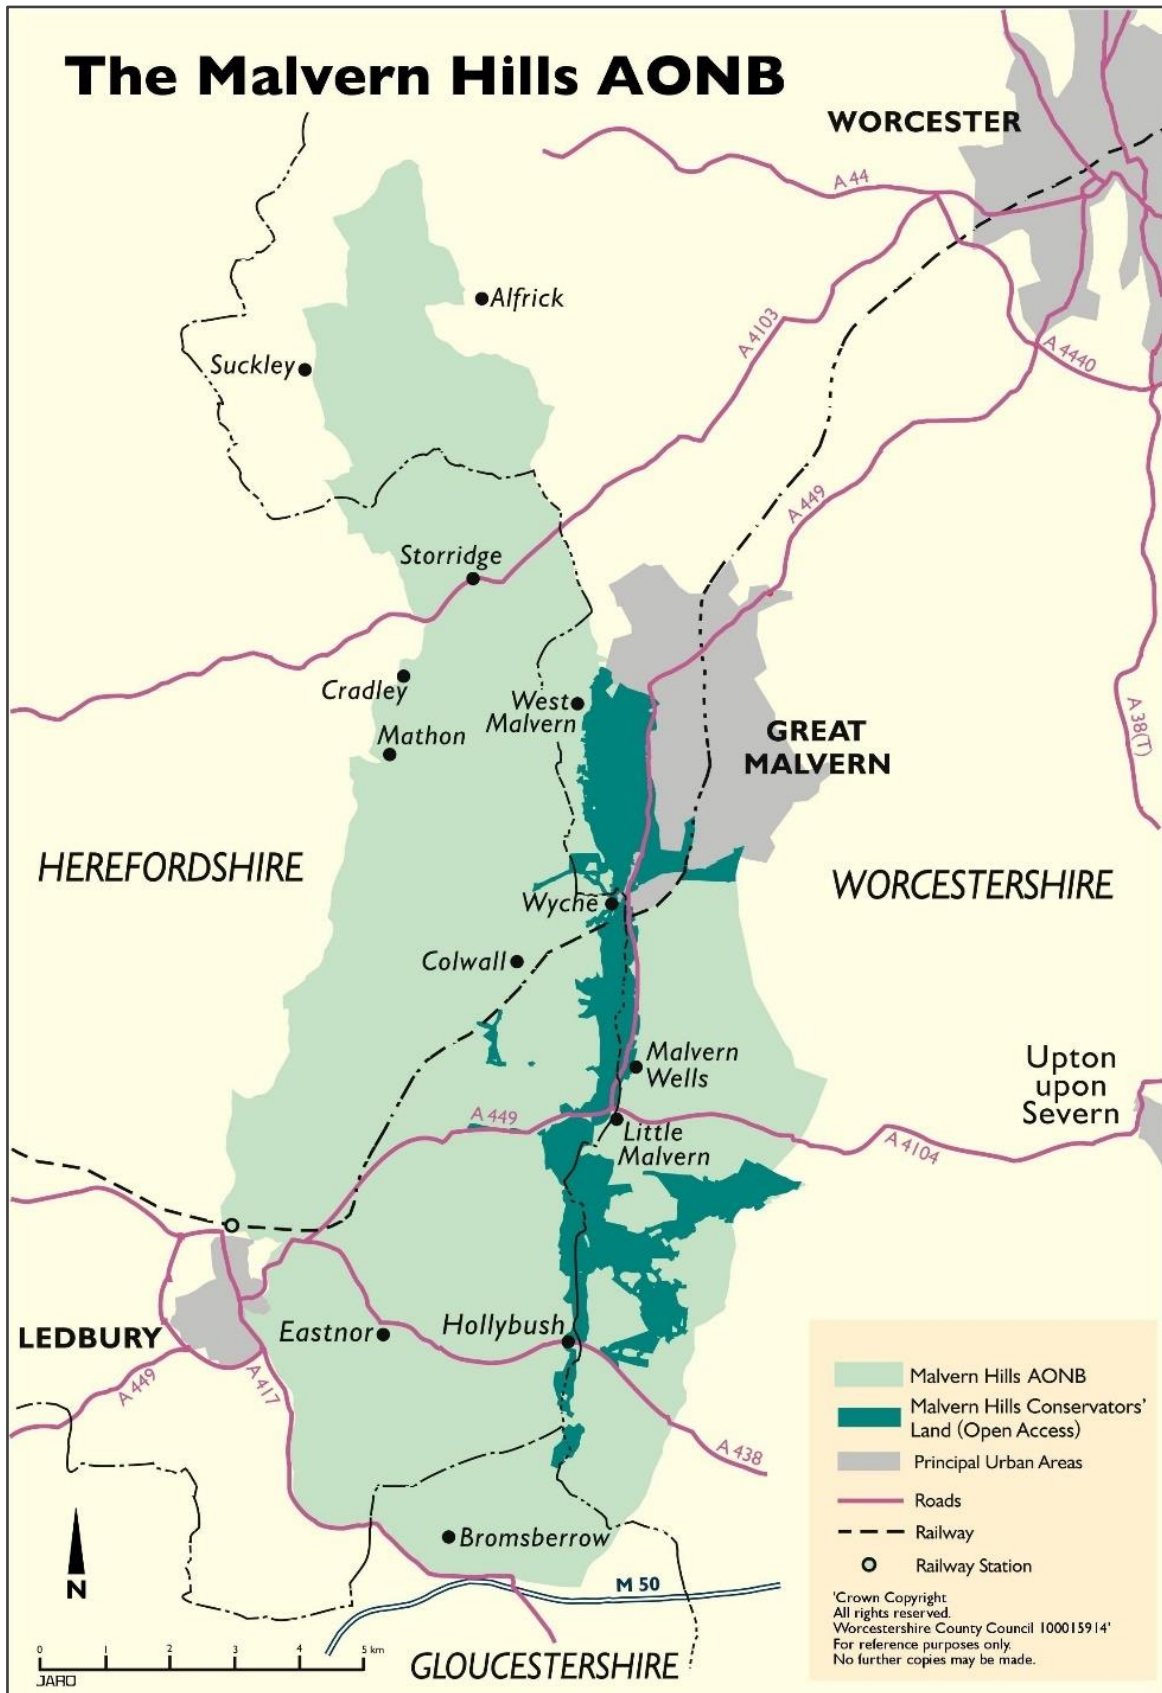 The Malvern Hills AONB
WORCESTER
A 44
Alfrick
A 4103
A 4440
Suckley
A 449
Storridge
Cradley
West
Malvern
Mathon
GREAT
MALVERN
A 38(T)
HEREFORDSHIRE
WORCESTERSHIRE
Wyche
Colwall
Malvern
Wells
Upton
upon
Severn
A 449
Little
Malvern
A 4104
LEDBURY
Eastnor
Hollybush
A 449
A 417
A 438
Bromsberrow
M 50
GLOUCESTERSHIRE
N
0 1 2 3 4 5 km
JARO
Malvern Hills AONB
Malvern Hills Conservators'
Land (Open Access)
Principal Urban Areas
Roads
Railway
Railway Station
'Crown Copyright
All rights reserved.
Worcestershire County Council 100015914'
For reference purposes only.
No further copies may be made.